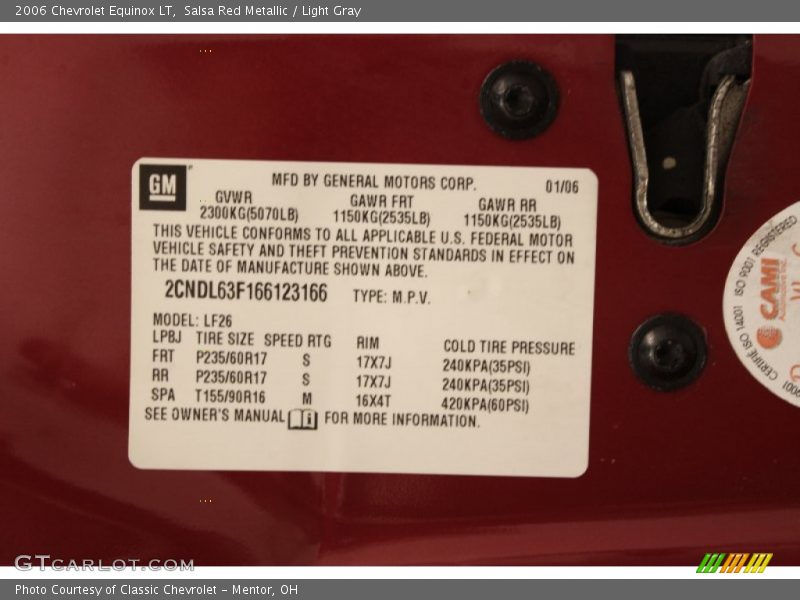 2006 Chevrolet Equinox LT,  Salsa Red Metallic / Light Gray
GM
MFD BY GENERAL MOTORS CORP.
01/06
GVWR GAWR FRT GAWR RR
2300KG(5070LB) 1150KG(2535LB) 1150KG(2535LB)
THIS VEHICLE CONFORMS TO ALL APPLICABLE U.S. FEDERAL MOTOR
VEHICLE SAFETY AND THEFT PREVENTION STANDARDS IN EFFECT ON
THE DATE OF MANUFACTURE SHOWN ABOVE.
2CNDL63F166123166 TYPE: M.P.V.
MODEL: LF26
LPBJ TIRE SIZE SPEED RTG RIM COLD TIRE PRESSURE
FRT P235/60R17 S 17X7J 240KPA(35PSI)
RR P235/60R17 S 17X7J 240KPA(35PSI)
SPA T155/90R16 M 16X4T 420KPA(60PSI)
SEE OWNER'S MANUAL FOR MORE INFORMATION.
ISO 9001 REGISTERED
CAMI
CERTIFIÉ ISO 14001
GTCARLOT.COM
Photo Courtesy of Classic Chevrolet - Mentor, OH